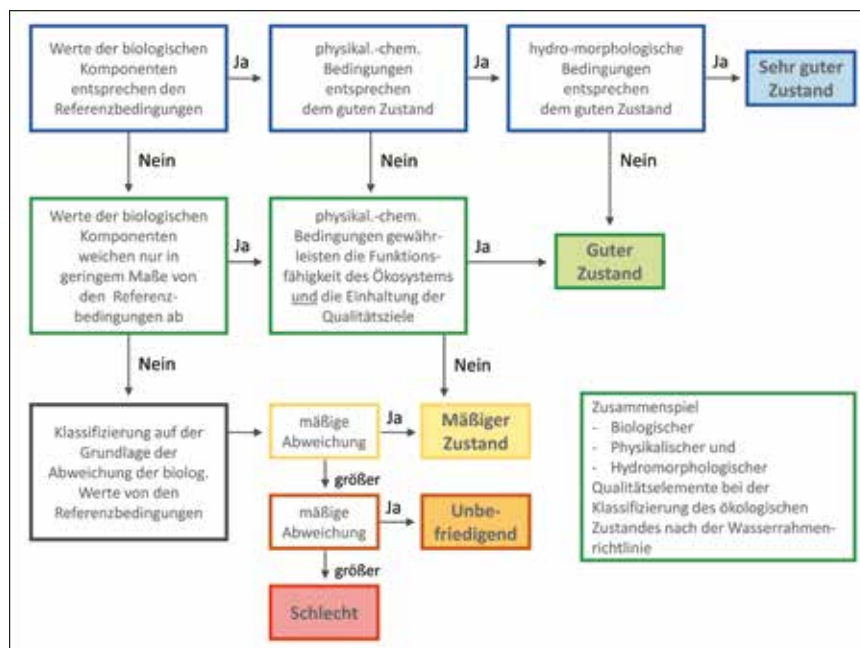 Werte der biologischen
Komponenten
entsprechen den
Referenzbedingungen
Ja
physikal.-chem.
Bedingungen
entsprechen
dem guten Zustand
Ja
hydro-morphologische
Bedingungen
entsprechen
dem guten Zustand
Ja
Sehr guter
Zustand
Nein
Nein
Nein
Werte der biologischen
Komponenten
weichen nur in
geringem Maße von
den Referenz-
bedingungen ab
Ja
physikal.-chem.
Bedingungen gewähr-
leisten die Funktions-
fähigkeit des Ökosystems
und die Einhaltung der
Qualitätsziele
Ja
Guter
Zustand
Nein
Nein
Klassifizierung auf der
Grundlage der
Abweichung der biolog.
Werte von den
Referenzbedingungen
mäßige
Abweichung
Ja
Mäßiger
Zustand
größer
mäßige
Abweichung
Ja
Unbe-
friedigend
größer
Schlecht
Zusammenspiel
- Biologischer
- Physikalischer und
- Hydromorphologischer
Qualitätselemente bei der
Klassifizierung des ökologischen
Zustandes nach der Wasserrahmen-
richtlinie